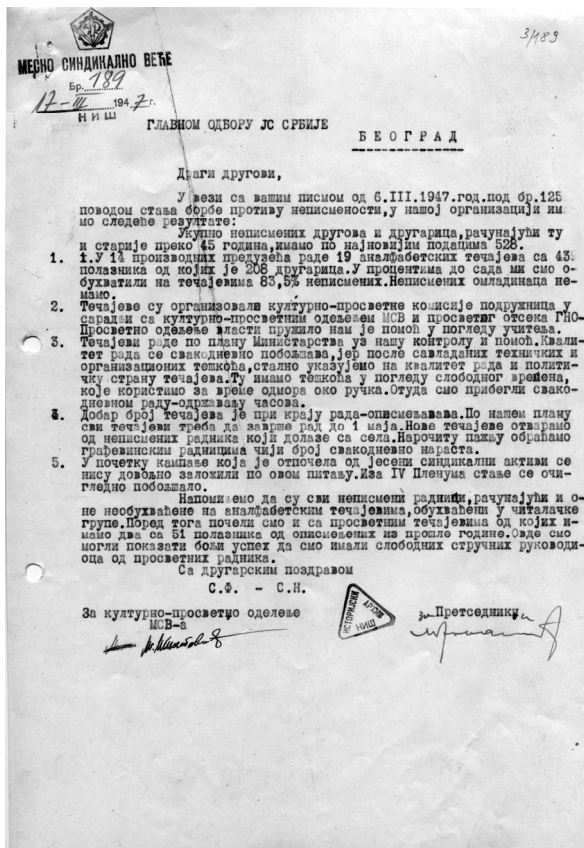 3/189
МЕСНО СИНДИКАЛНО ВЕЋЕ
Бр. 189
17-III 1947 г.
НИШ
ГЛАВНОМ ОДБОРУ ЈС СРБИЈЕ
БЕОГРАД
Драги другови,
У вези са вашим писмом од 6.III.1947.год.под бр.125
поводом стања борбе противу неписмености,у нашој организацији им
мо следеће резултате:
Укупно неписмених другова и другарица,рачунајући ту
и старије преко 45 година,имамо по најновијим подацима 528.
1. 1.У 14 производних предузећа раде 19 аналфабетских течајева са 43.
полазника од којих је 208 другарица.У процентима до сада ми смо о-
бухватили на течајевима 83,5% неписмених.Неписмених омладинаца не-
мамо.
2. Течајеве су организовали културно-просветне комисије подружница у
сарадњи са културно-просветним одељењем МСВ и просветног отсека ГНО-
Просветно одељење власти пружило нам је помоћ у погледу учитеља.
3. Течајеви раде по плану Министарства уз нашу контролу и помоћ.Квали-
тет рада се свакодневно побољшава,јер после савладаних техничких и
организационих тешкоћа,стално указујемо на квалитет рада и полити-
чку страну течајева.Ту имамо тешкоћа у погледу слободног времена,
које користимо за време одмора око ручка.Отуда смо прибегли свако-
дневном раду-одржавању часова.
4. Добар број течајева је при крају рада-описмењавава.По нашем плану
сви течајеви треба да заврше рад до 1 маја.Нове течајеве отварамо
од неписмених радника који долазе са села.Нарочиту пажњу обраћамо
грађевинским радницима чији број свакодневно нараста.
5. У почетку кампање која је отпочела од јесени синдикални активи се
нису довољно заложили по овом питању.Иза IV Пленума стање се очи-
гледно побољшало.
Напомињемо да су сви неписмени радници,рачунајући и о-
не необухваћене на аналфабетским течајевима,обухваћени у читалачке
групе.Поред тога почели смо и са просветним течајевима од којих и-
мамо два са 51 полазника од описмењених из прошле године.Овде смо
могли показати бољи успех да смо имали слободних стручних руководи-
оца од просветних радника.
Са другарским поздравом
С.Ф. - С.Н.
За културно-просветно оделење
МСВ-а
ИСТОРИЈСКИ АРХИВ
НИШ
за Претседника